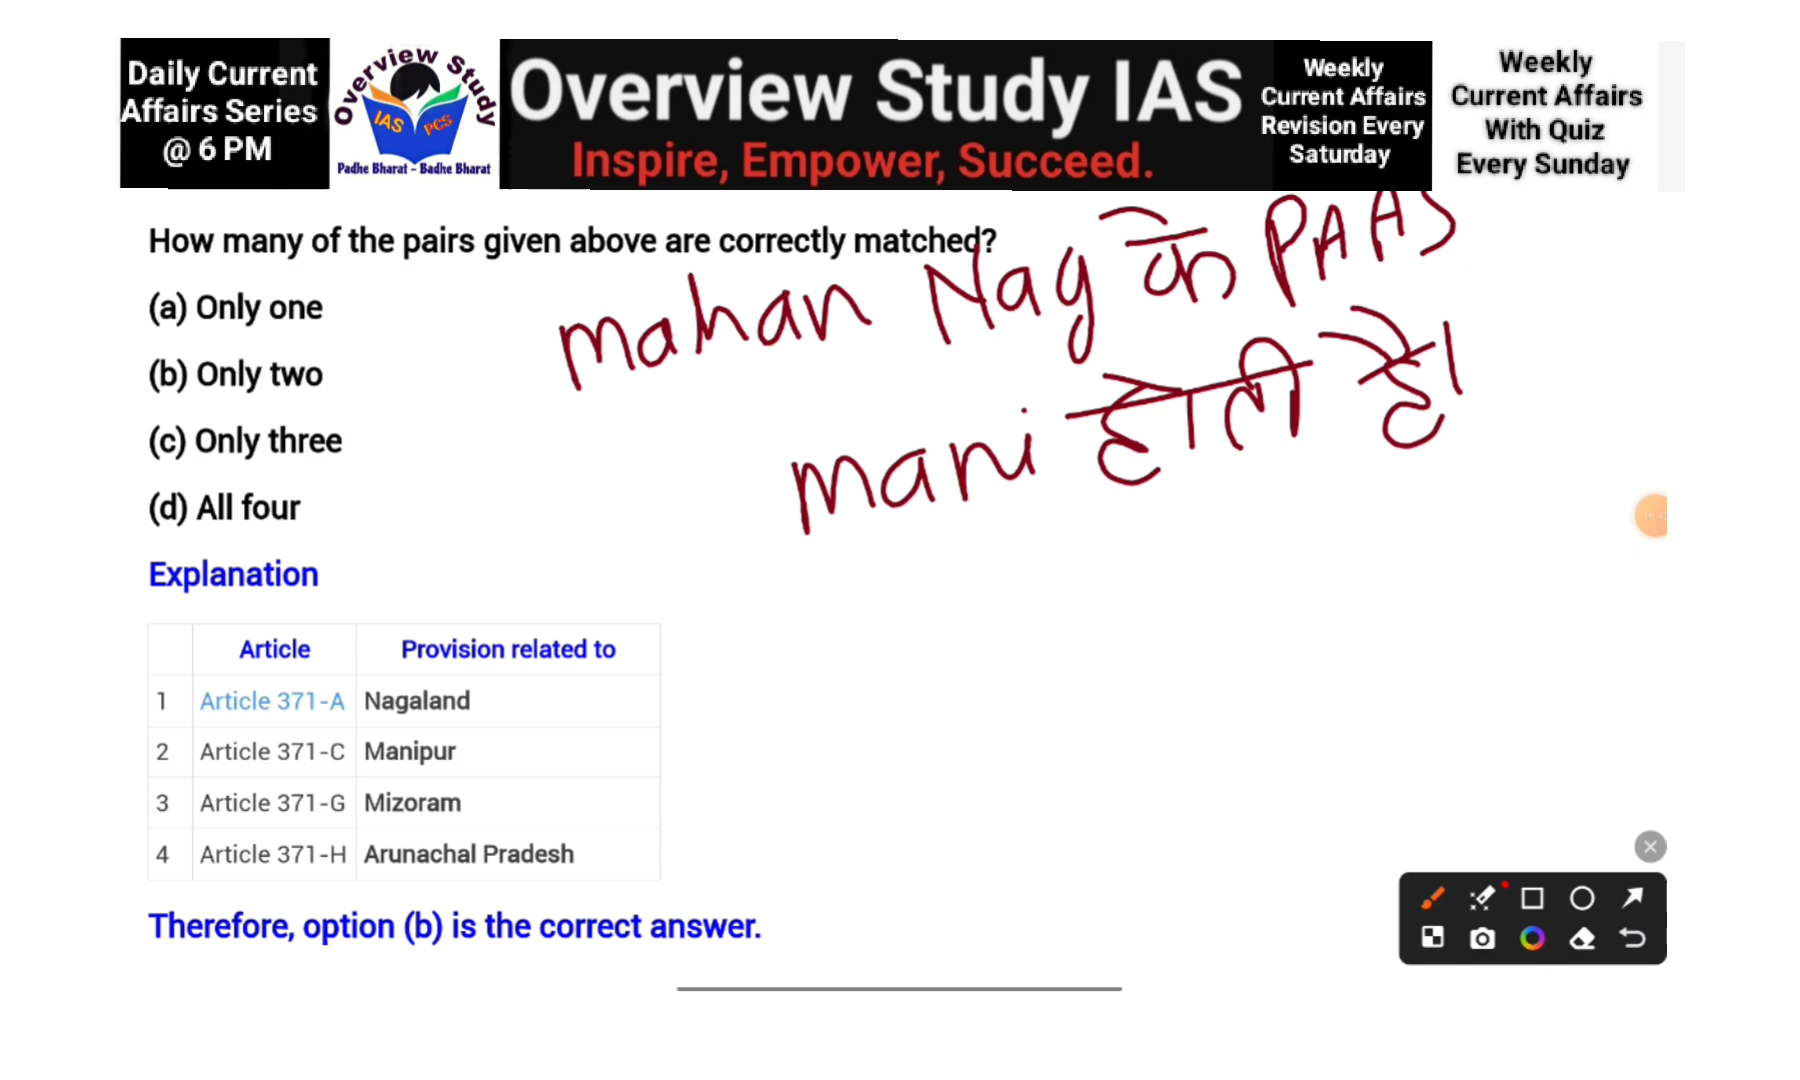 Daily Current
Affairs Series
@ 6 PM
Overview Study
IAS PCS
Padhe Bharat - Badhe Bharat
Overview Study IAS
Inspire, Empower, Succeed.
Weekly
Current Affairs
Revision Every
Saturday
Weekly
Current Affairs
With Quiz
Every Sunday
How many of the pairs given above are correctly matched?
(a) Only one
(b) Only two
(c) Only three
(d) All four
mahan Nag के PAAS
mani होती है।
Explanation
Article Provision related to
1 Article 371-A Nagaland
2 Article 371-C Manipur
3 Article 371-G Mizoram
4 Article 371-H Arunachal Pradesh
Therefore, option (b) is the correct answer.